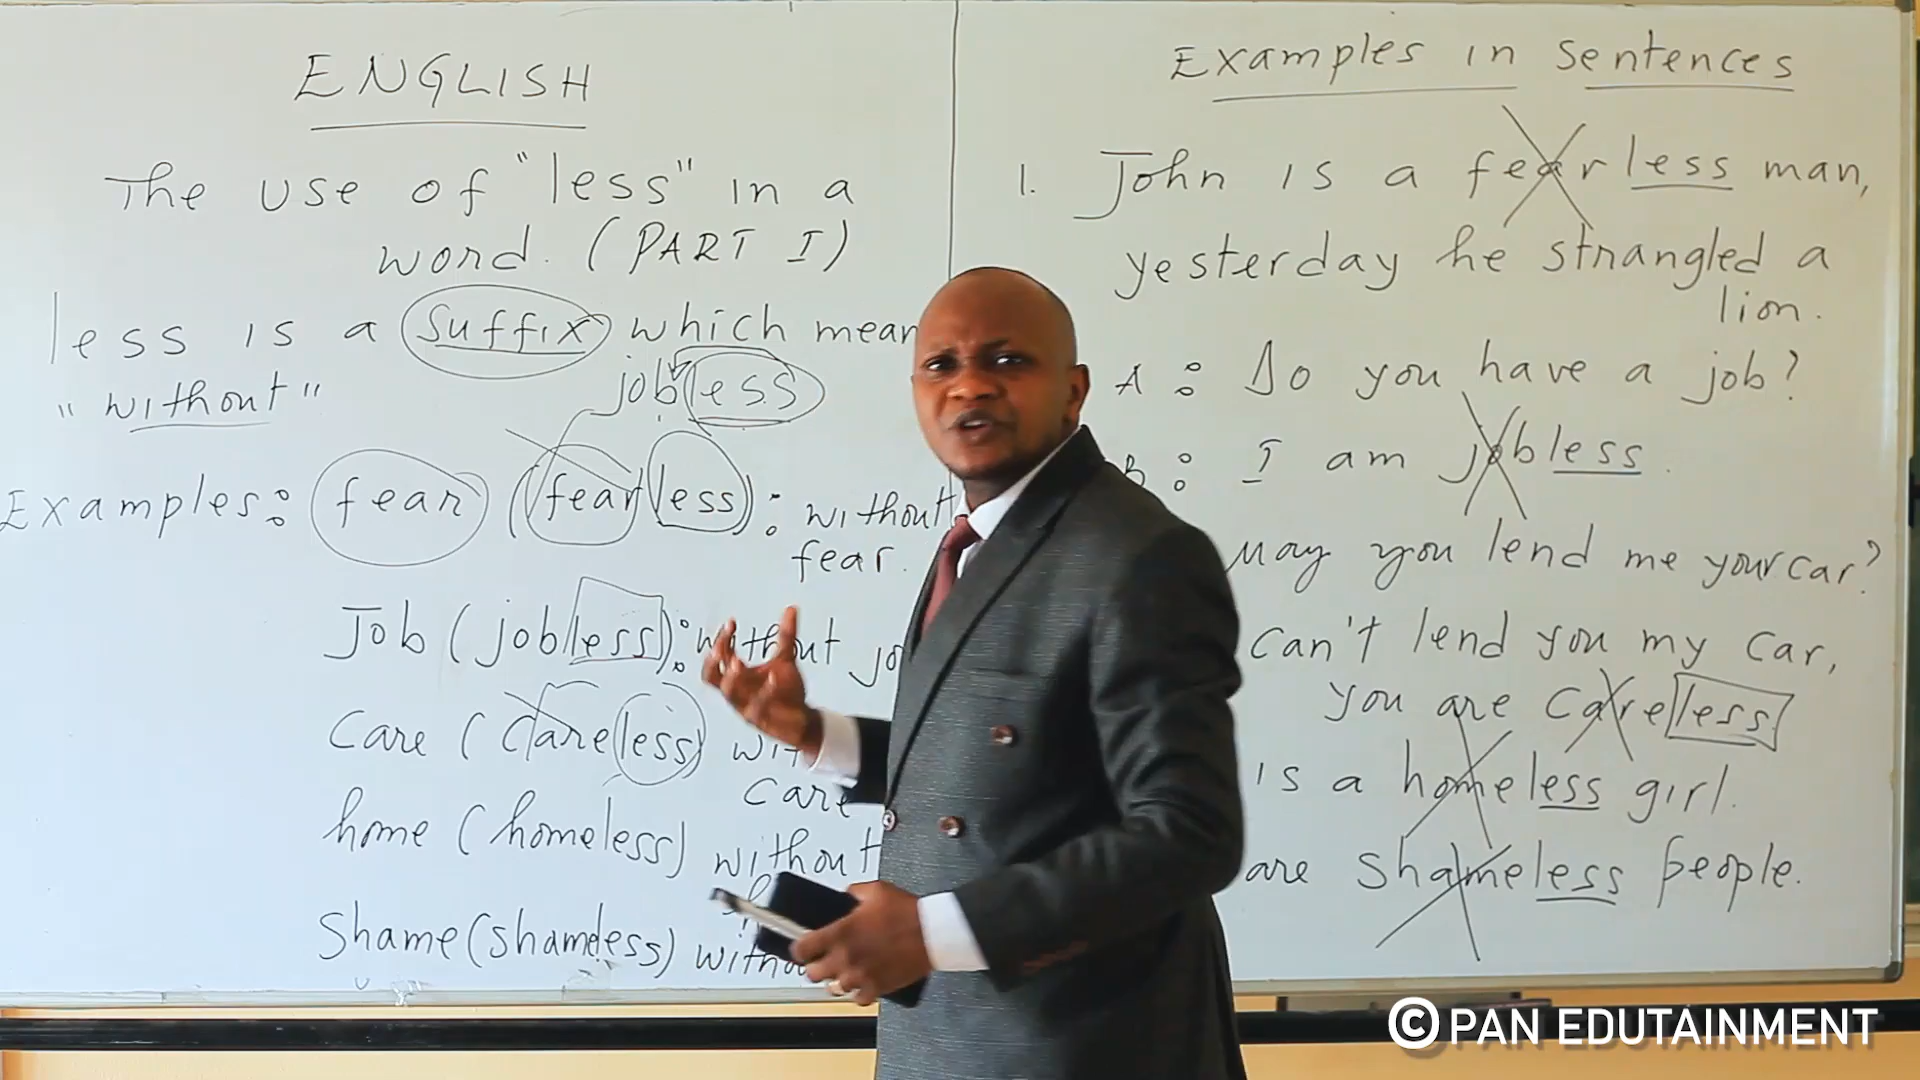 ENGLISH
The use of "less" in a
word. (PART I)
less is a suffix which mean
"without"
jobless
Examples: fear (fearless): without
fear.
Job (jobless): without jo
care (careless) wit
care
home (homeless) without
Shame (shameless) witho
Examples in Sentences
1. John is a fearless man,
yesterday he strangled a
lion.
A: Do you have a job?
B: I am jobless.
May you lend me your car?
can't lend you my car,
you are careless.
is a homeless girl.
are shameless people.
© PAN EDUTAINMENT